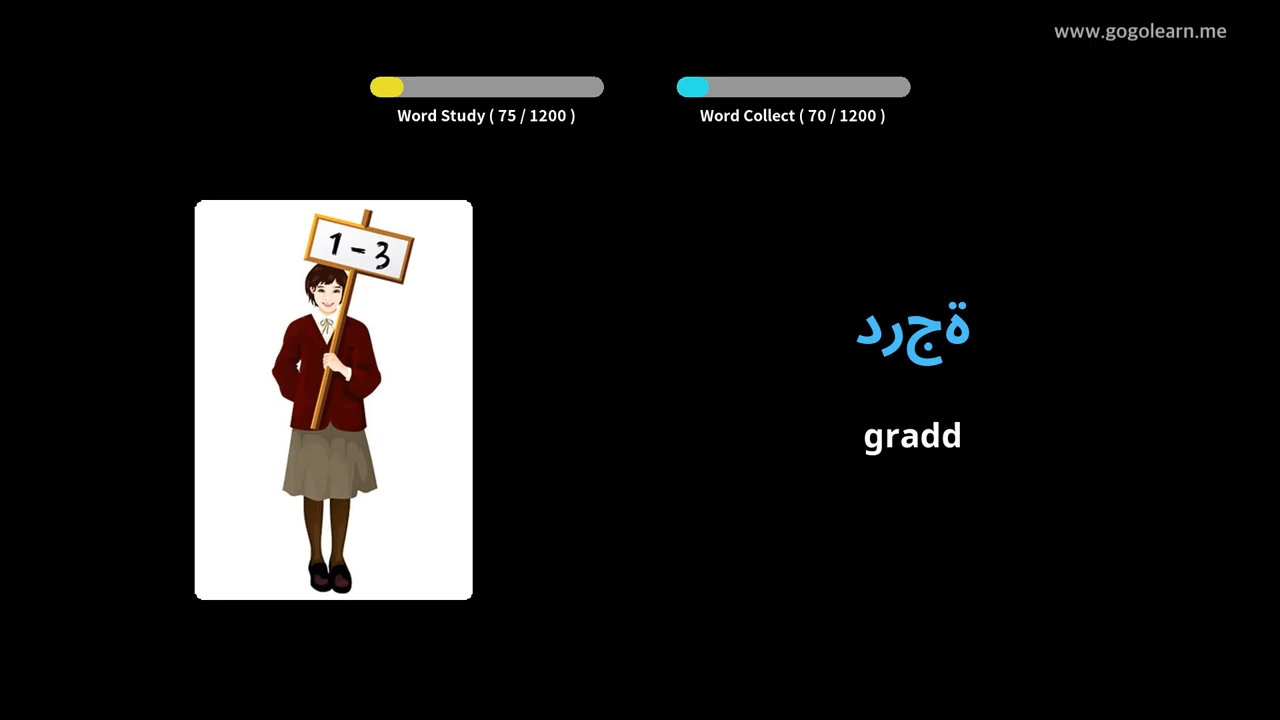 www.gogolearn.me
Word Study ( 75 / 1200 )
Word Collect ( 70 / 1200 )
1 - 3
ةجرد
gradd